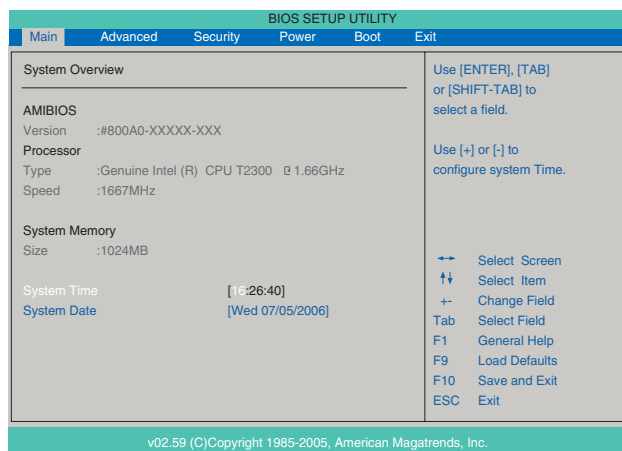 BIOS SETUP UTILITY
Main Advanced Security Power Boot Exit
System Overview
AMIBIOS
Version :#800A0-XXXXX-XXX
Processor
Type :Genuine Intel (R) CPU T2300 @ 1.66GHz
Speed :1667MHz
System Memory
Size :1024MB
System Time [16:26:40]
System Date [Wed 07/05/2006]
Use [ENTER], [TAB]
or [SHIFT-TAB] to
select a field.
Use [+] or [-] to
configure system Time.
↔ Select Screen
↑↓ Select Item
+- Change Field
Tab Select Field
F1 General Help
F9 Load Defaults
F10 Save and Exit
ESC Exit
v02.59 (C)Copyright 1985-2005, American Magatrends, Inc.